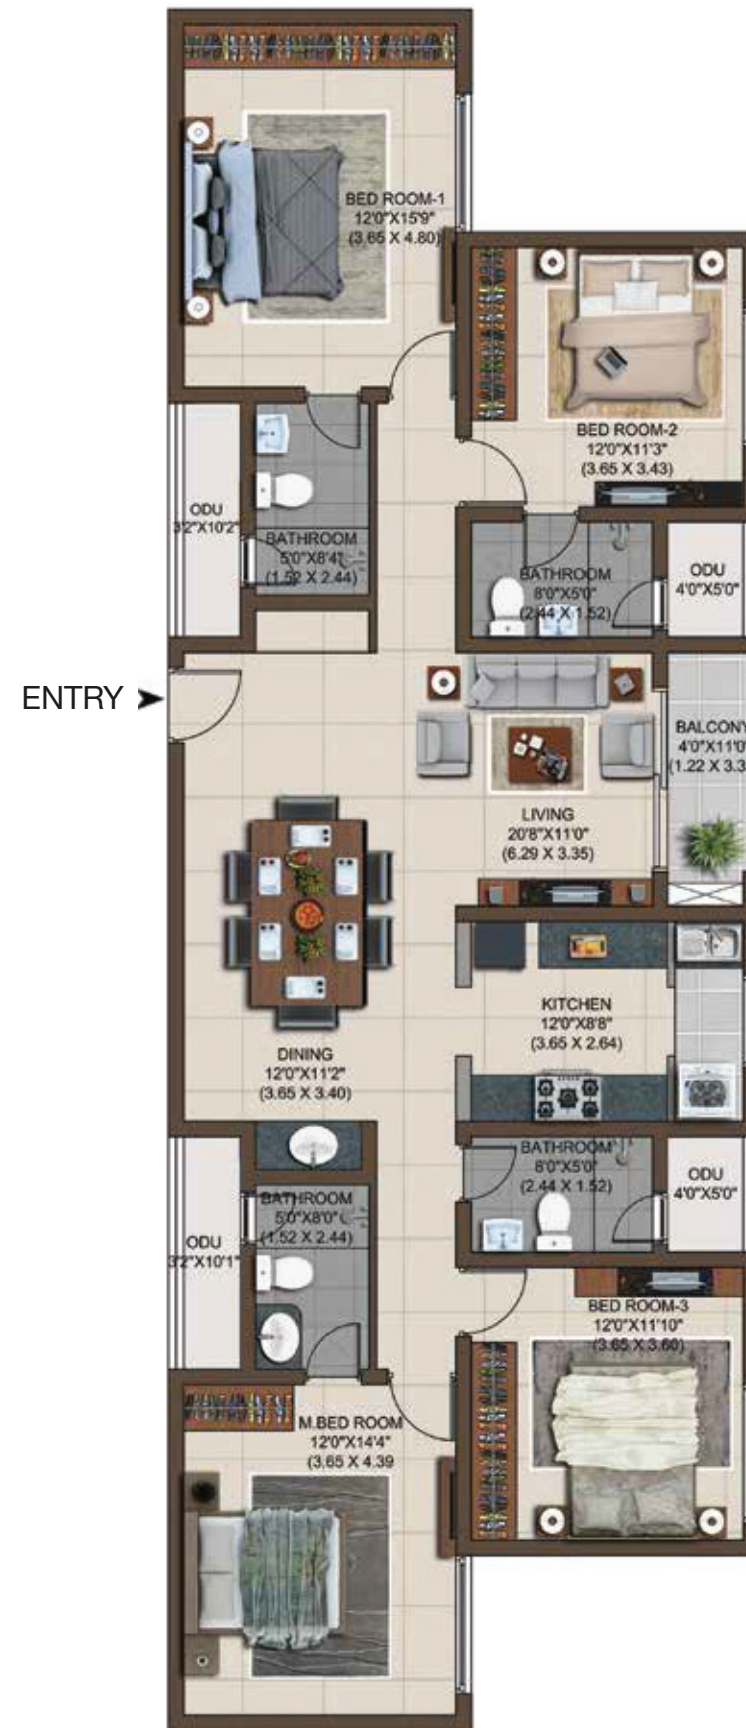 BED ROOM-1
12'0"X15'9"
(3.65 X 4.80)
BED ROOM-2
12'0"X11'3"
(3.65 X 3.43)
ODU
3'2"X10'2"
BATHROOM
5'0"X8'4"
(1.52 X 2.44)
BATHROOM
8'0"X5'0"
(2.44 X 1.52)
ODU
4'0"X5'0"
ENTRY
BALCONY
4'0"X11'0
(1.22 X 3.3
LIVING
20'8"X11'0"
(6.29 X 3.35)
KITCHEN
12'0"X8'8"
(3.65 X 2.64)
DINING
12'0"X11'2"
(3.65 X 3.40)
BATHROOM
8'0"X5'0"
(2.44 X 1.52)
ODU
4'0"X5'0"
BATHROOM
5'0"X8'0"
(1.52 X 2.44)
ODU
3'2"X10'1"
BED ROOM-3
12'0"X11'10"
(3.65 X 3.60)
M.BED ROOM
12'0"X14'4"
(3.65 X 4.39